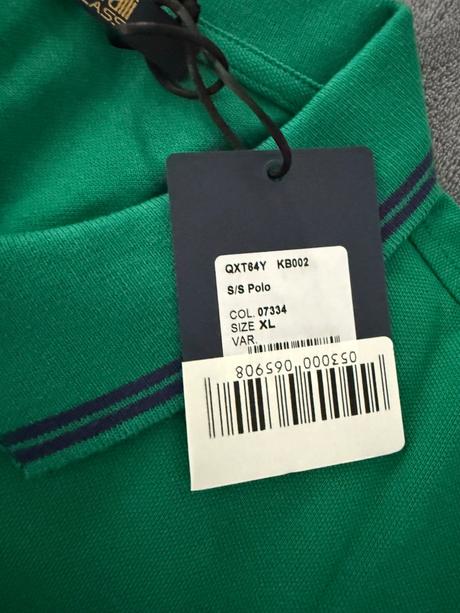 QXT64Y KB002
S/S Polo
COL. 07334
SIZE XL
VAR.
053000 065908